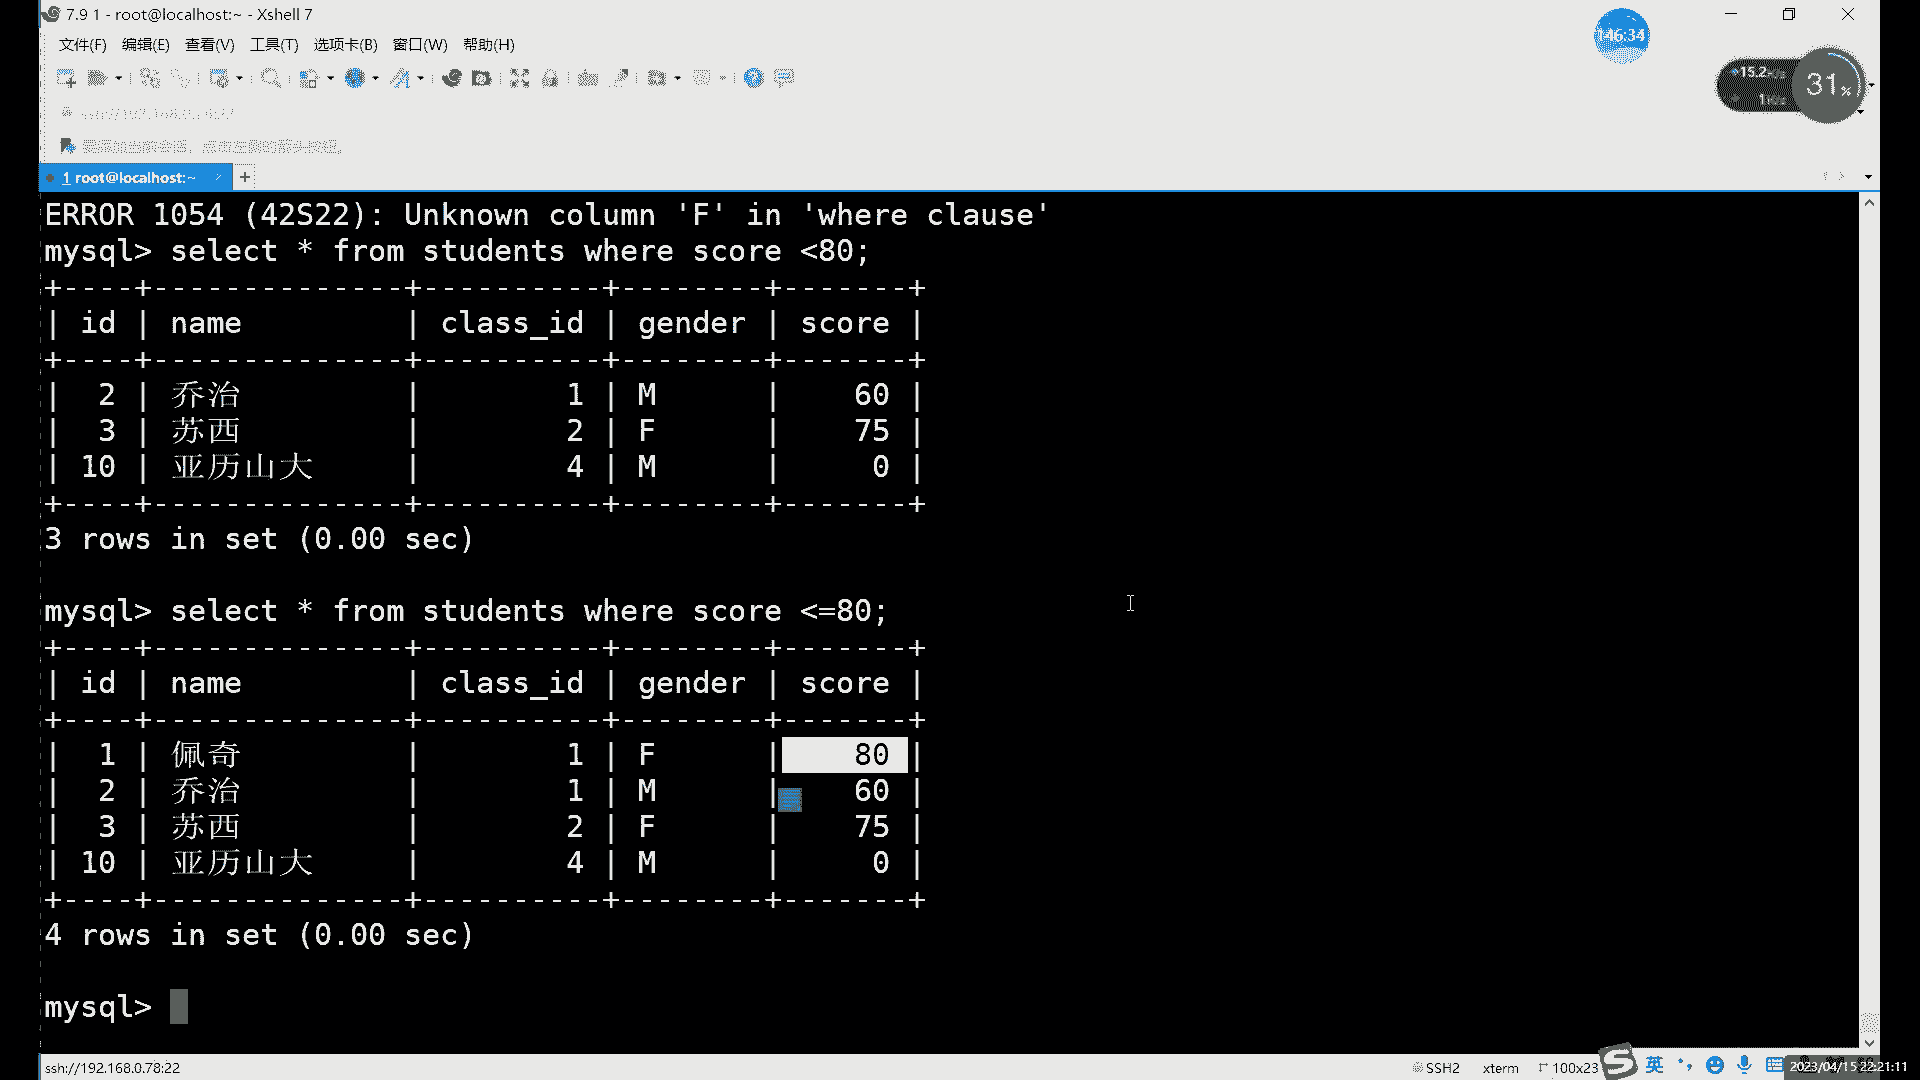 7.9 1 - root@localhost:~ - Xshell 7
文件(F) 编辑(E) 查看(V) 工具(T) 选项卡(B) 窗口(W) 帮助(H)
46:34
15.2
31%
1 root@localhost:~ +
ERROR 1054 (42S22): Unknown column 'F' in 'where clause'
mysql> select * from students where score <80;
+----+--------------+----------+--------+-------+
| id | name | class_id | gender | score |
+----+--------------+----------+--------+-------+
| 2 | 乔治 | 1 | M | 60 |
| 3 | 苏西 | 2 | F | 75 |
| 10 | 亚历山大 | 4 | M | 0 |
+----+--------------+----------+--------+-------+
3 rows in set (0.00 sec)
mysql> select * from students where score <=80;
+----+--------------+----------+--------+-------+
| id | name | class_id | gender | score |
+----+--------------+----------+--------+-------+
| 1 | 佩奇 | 1 | F | 80 |
| 2 | 乔治 | 1 | M | 60 |
| 3 | 苏西 | 2 | F | 75 |
| 10 | 亚历山大 | 4 | M | 0 |
+----+--------------+----------+--------+-------+
4 rows in set (0.00 sec)
mysql>
ssh://192.168.0.78:22
SSH2 xterm 100x23
英
2023/04/15 22:21:11